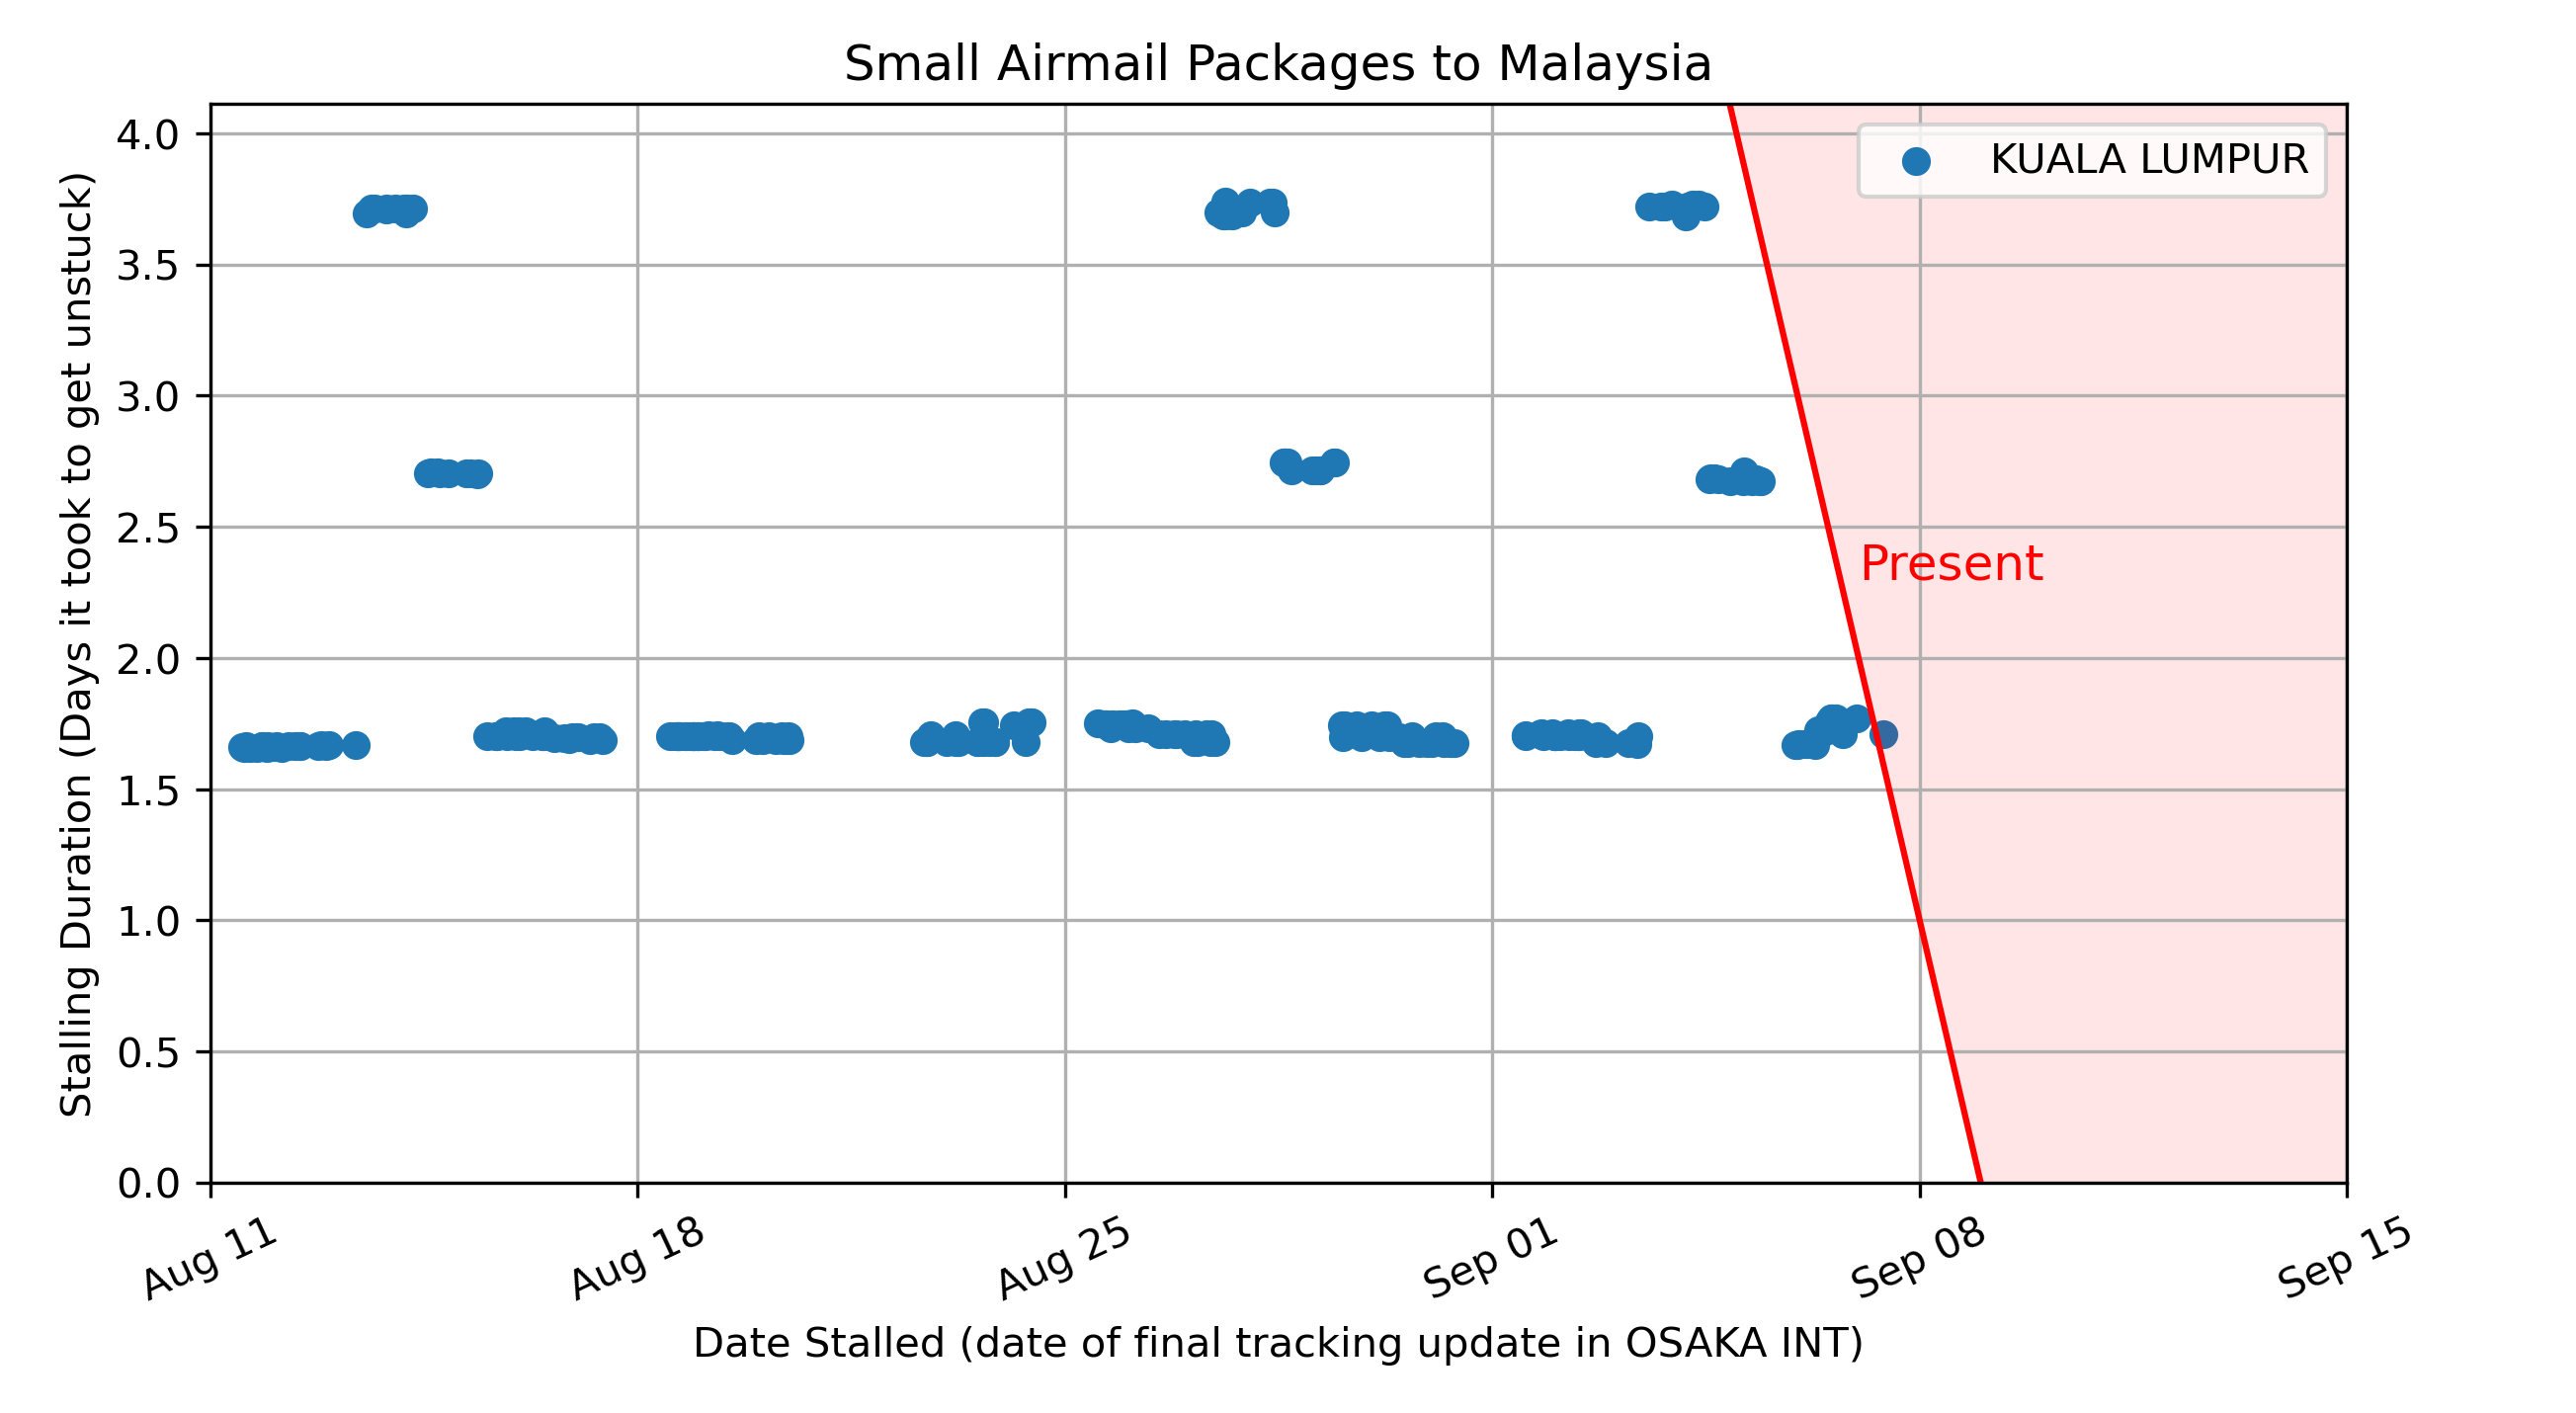 Small Airmail Packages to Malaysia
Stalling Duration (Days it took to get unstuck)
4.0
3.5
3.0
2.5
2.0
1.5
1.0
0.5
0.0
KUALA LUMPUR
Present
Aug 11
Aug 18
Aug 25
Sep 01
Sep 08
Sep 15
Date Stalled (date of final tracking update in OSAKA INT)